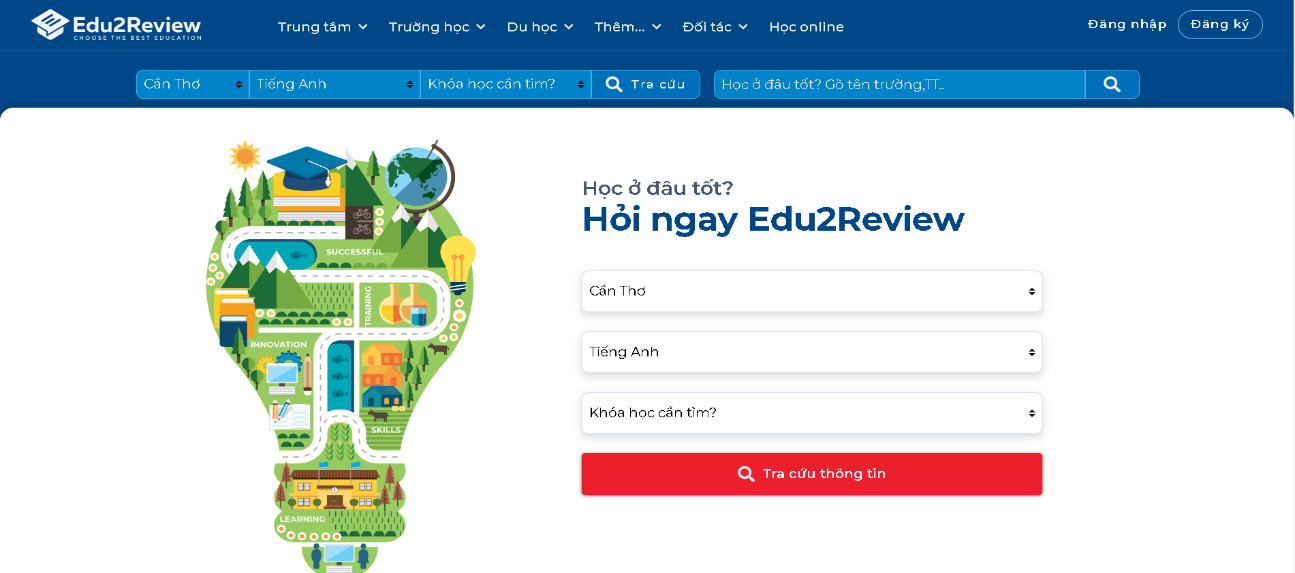 Edu2Review
CHOOSE THE BEST EDUCATION
Trung tâm
Trường học
Du học
Thêm...
Đối tác
Học online
Đăng nhập
Đăng ký
Cần Thơ
Tiếng Anh
Khóa học cần tìm?
Tra cứu
Học ở đâu tốt? Gõ tên trường,TT..
Học ở đâu tốt?
Hỏi ngay Edu2Review
Cần Thơ
Tiếng Anh
Khóa học cần tìm?
Tra cứu thông tin
SUCCESSFUL
TRAINING
INNOVATION
SKILLS
LEARNING